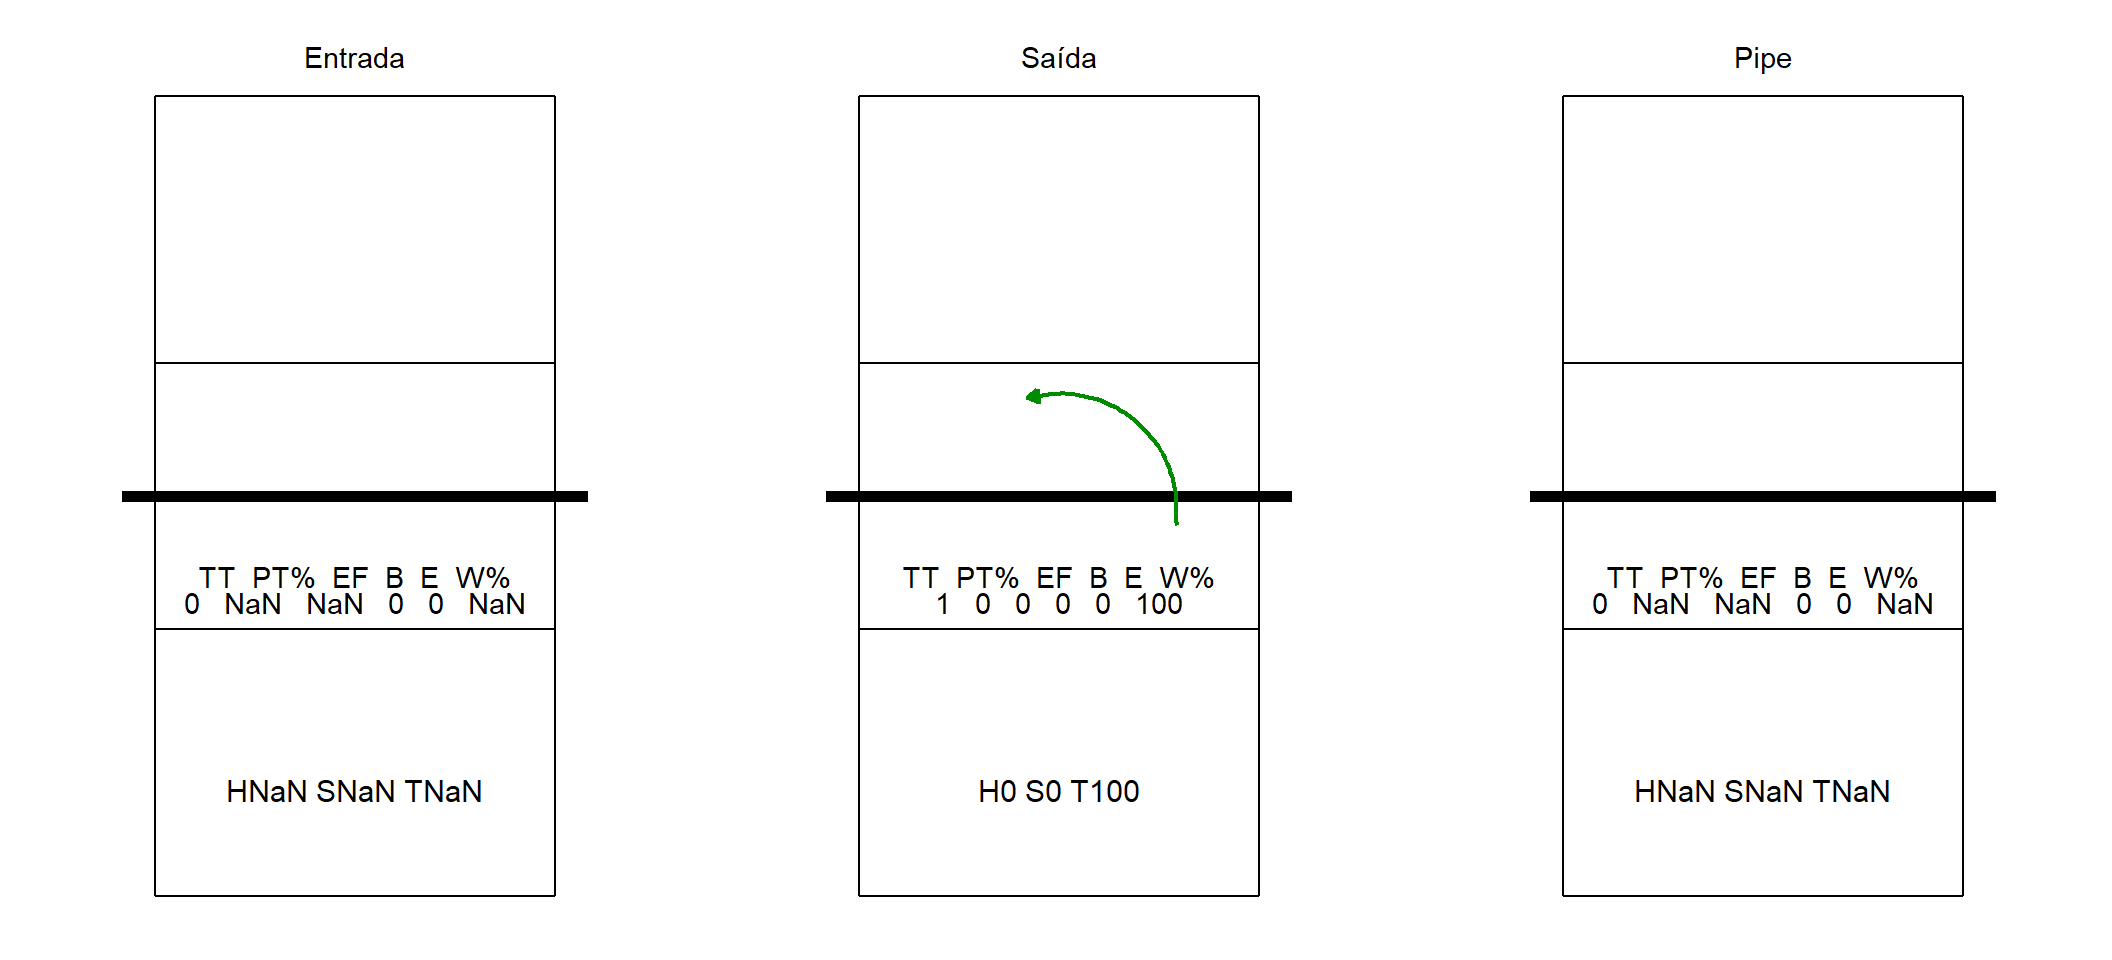 Entrada
TT PT% EF B E W%
0 NaN NaN 0 0 NaN
HNaN SNaN TNaN
Saída
TT PT% EF B E W%
1 0 0 0 0 100
H0 S0 T100
Pipe
TT PT% EF B E W%
0 NaN NaN 0 0 NaN
HNaN SNaN TNaN